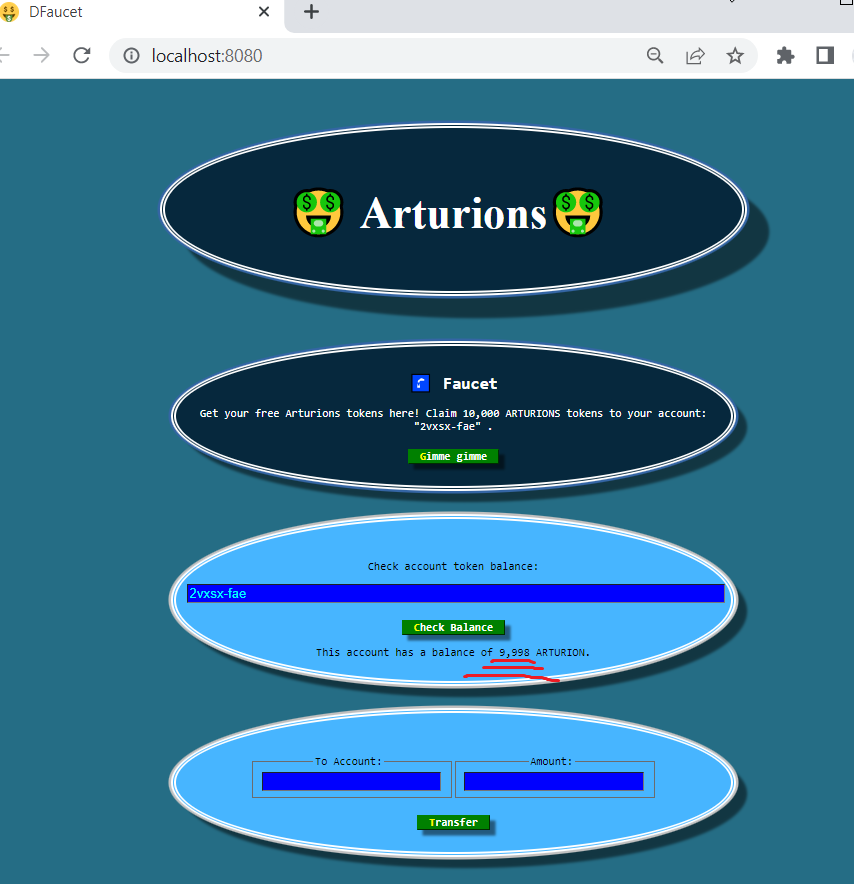 DFaucet
localhost:8080
Arturions
Faucet
Get your free Arturions tokens here! Claim 10,000 ARTURIONS tokens to your account:
"2vxsx-fae" .
Gimme gimme
Check account token balance:
2vxsx-fae
Check Balance
This account has a balance of 9,998 ARTURION.
To Account: Amount:
Transfer